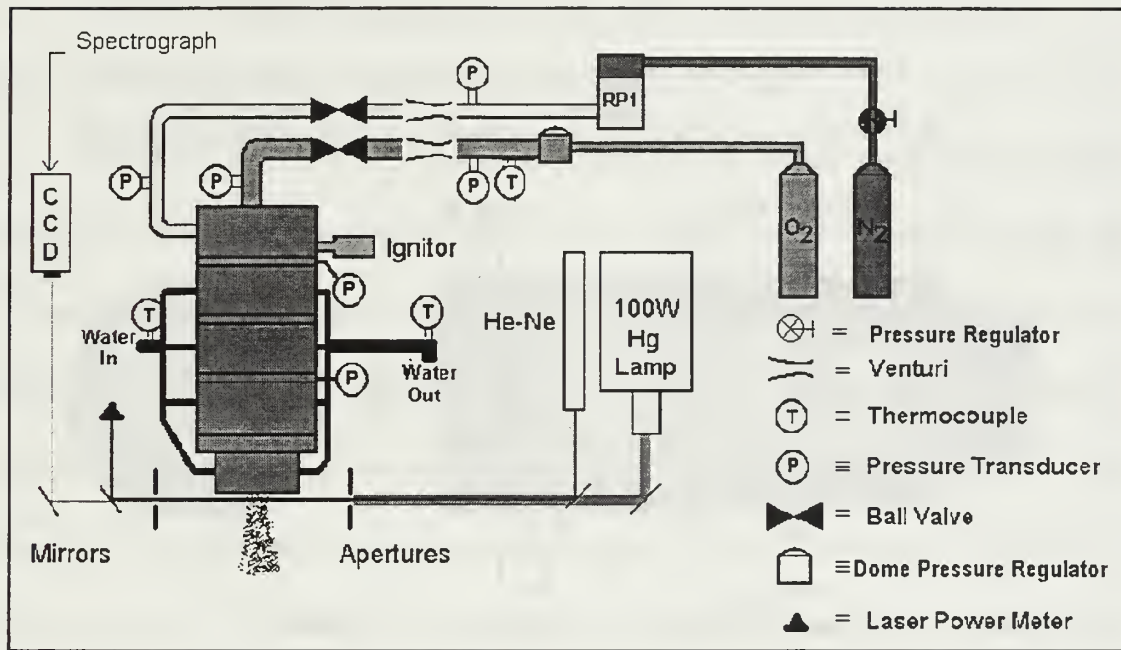 Spectrograph
P
RP1
P
P
P
T
C
C
D
O2
N2
Ignitor
P
T
T
Water
In
He-Ne
100W
Hg
Lamp
Water
Out
P
Mirrors
Apertures
= Pressure Regulator
= Venturi
T = Thermocouple
P = Pressure Transducer
= Ball Valve
= Dome Pressure Regulator
= Laser Power Meter